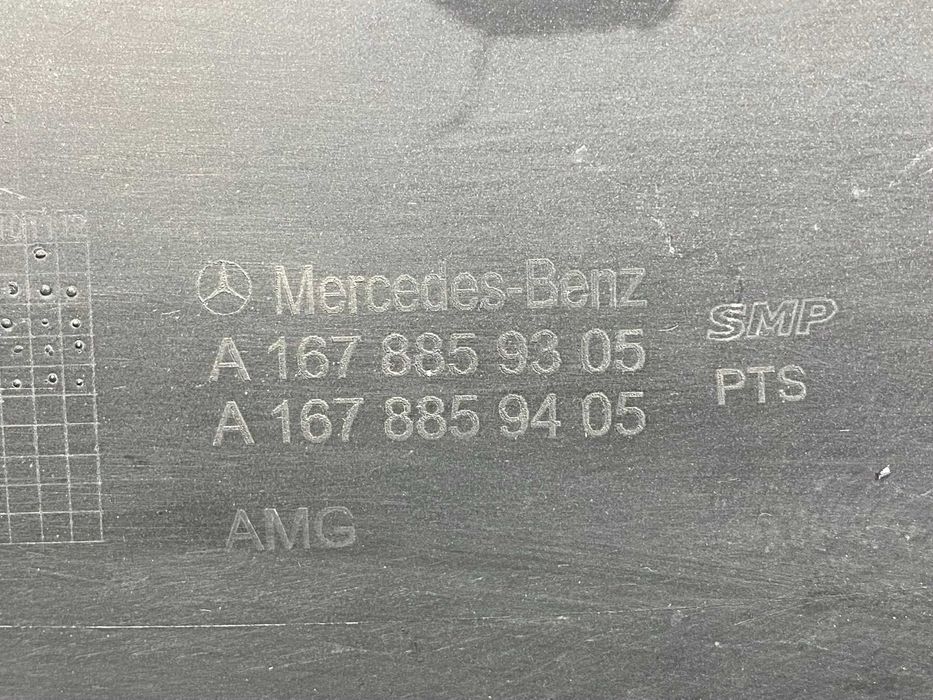 Mercedes-Benz
A 167 885 93 05
A 167 885 94 05
SMP
PTS
AMG